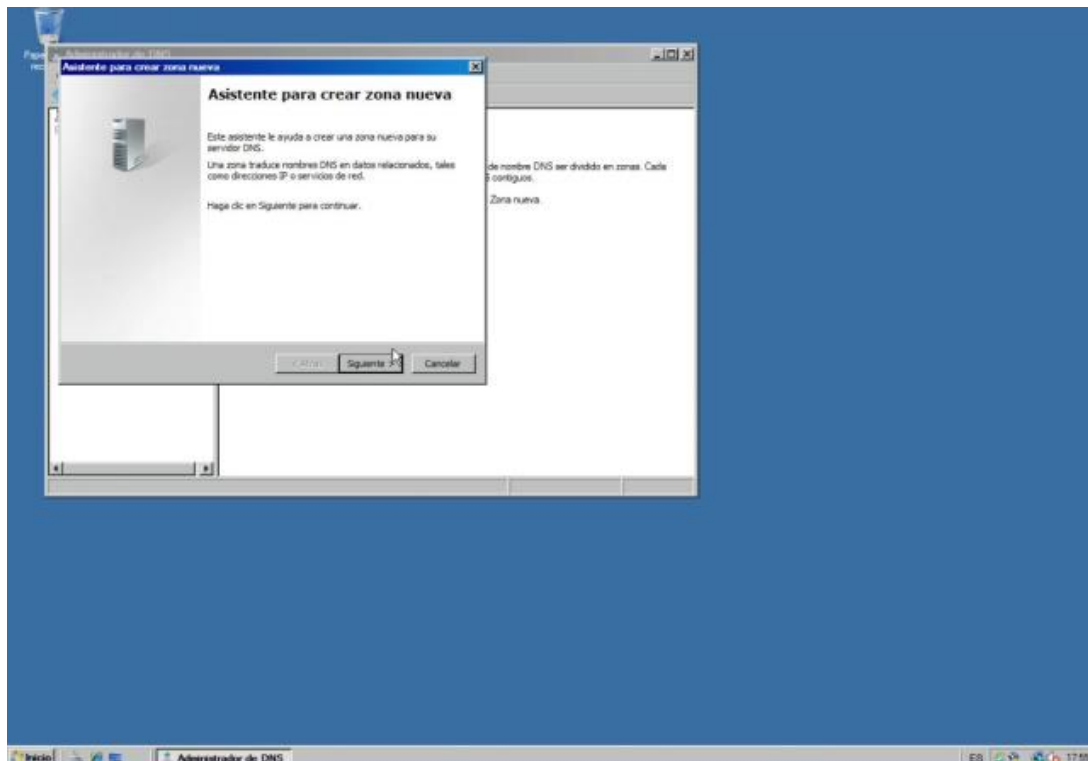 Administrador de DNS
Asistente para crear zona nueva
Asistente para crear zona nueva
Este asistente le ayuda a crear una zona nueva para su
servidor DNS.
Una zona traduce nombres DNS en datos relacionados, tales
como direcciones IP o servicios de red.
Haga clic en Siguiente para continuar.
de nombre DNS ser dividido en zonas. Cada
contiguos.
Zona nueva.
Siguiente >
Cancelar
Inicio
Administrador de DNS
ES